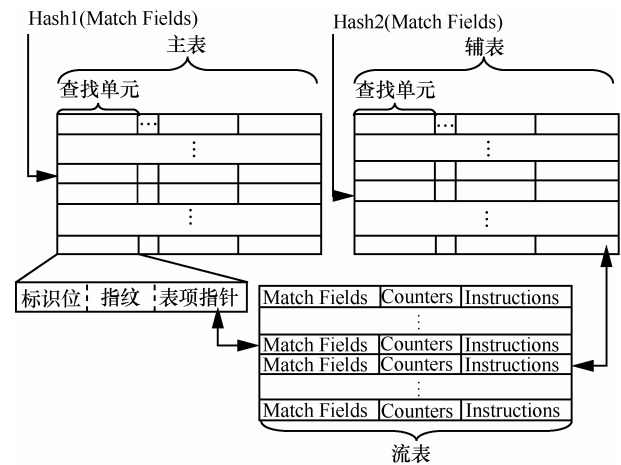 Hash1(Match Fields)
Hash2(Match Fields)
主表
辅表
查找单元
查找单元
...
...
⋮
⋮
⋮
⋮
标识位 指纹 表项指针
Match Fields Counters Instructions
⋮
Match Fields Counters Instructions
Match Fields Counters Instructions
⋮
Match Fields Counters Instructions
流表